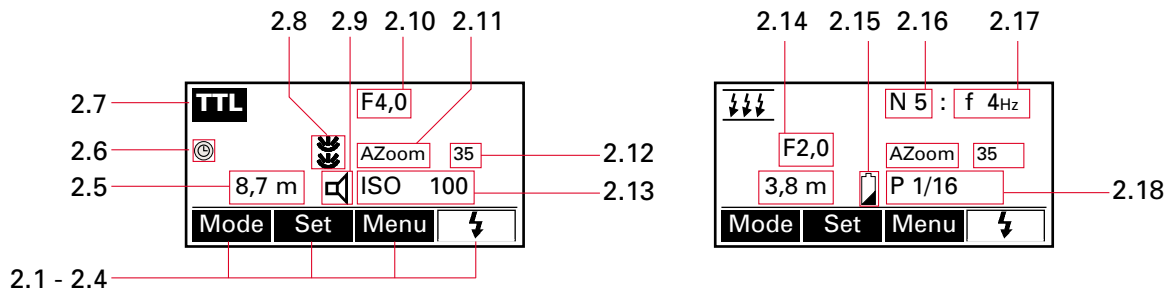 2.8 2.9 2.10 2.11
2.14 2.15 2.16 2.17
2.7 TTL F4,0
2.6 AZoom 35 2.12
2.5 8,7 m ISO 100 2.13
Mode Set Menu
2.1 - 2.4
N 5 : f 4Hz
F2,0 AZoom 35
3,8 m P 1/16 2.18
Mode Set Menu